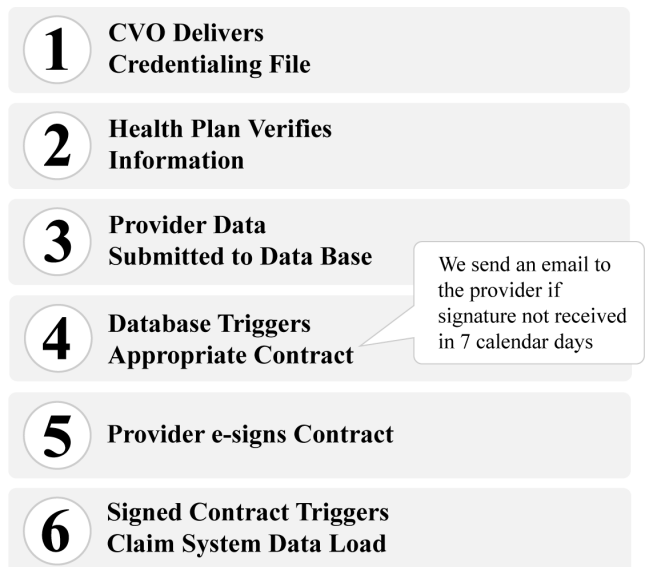 1
CVO Delivers
Credentialing File
2
Health Plan Verifies
Information
3
Provider Data
Submitted to Data Base
We send an email to
the provider if
signature not received
in 7 calendar days
4
Database Triggers
Appropriate Contract
5
Provider e-signs Contract
6
Signed Contract Triggers
Claim System Data Load